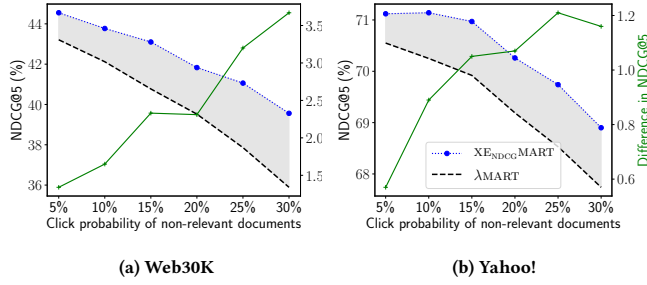 44
42
40
38
36
NDCG@5 (%)
3.5
3.0
2.5
2.0
1.5
5% 10% 15% 20% 25% 30%
Click probability of non-relevant documents
(a) Web30K
71
70
69
68
NDCG@5 (%)
1.2
1.0
0.8
0.6
Difference in NDCG@5
XE_NDCG MART
λMART
5% 10% 15% 20% 25% 30%
Click probability of non-relevant documents
(b) Yahoo!